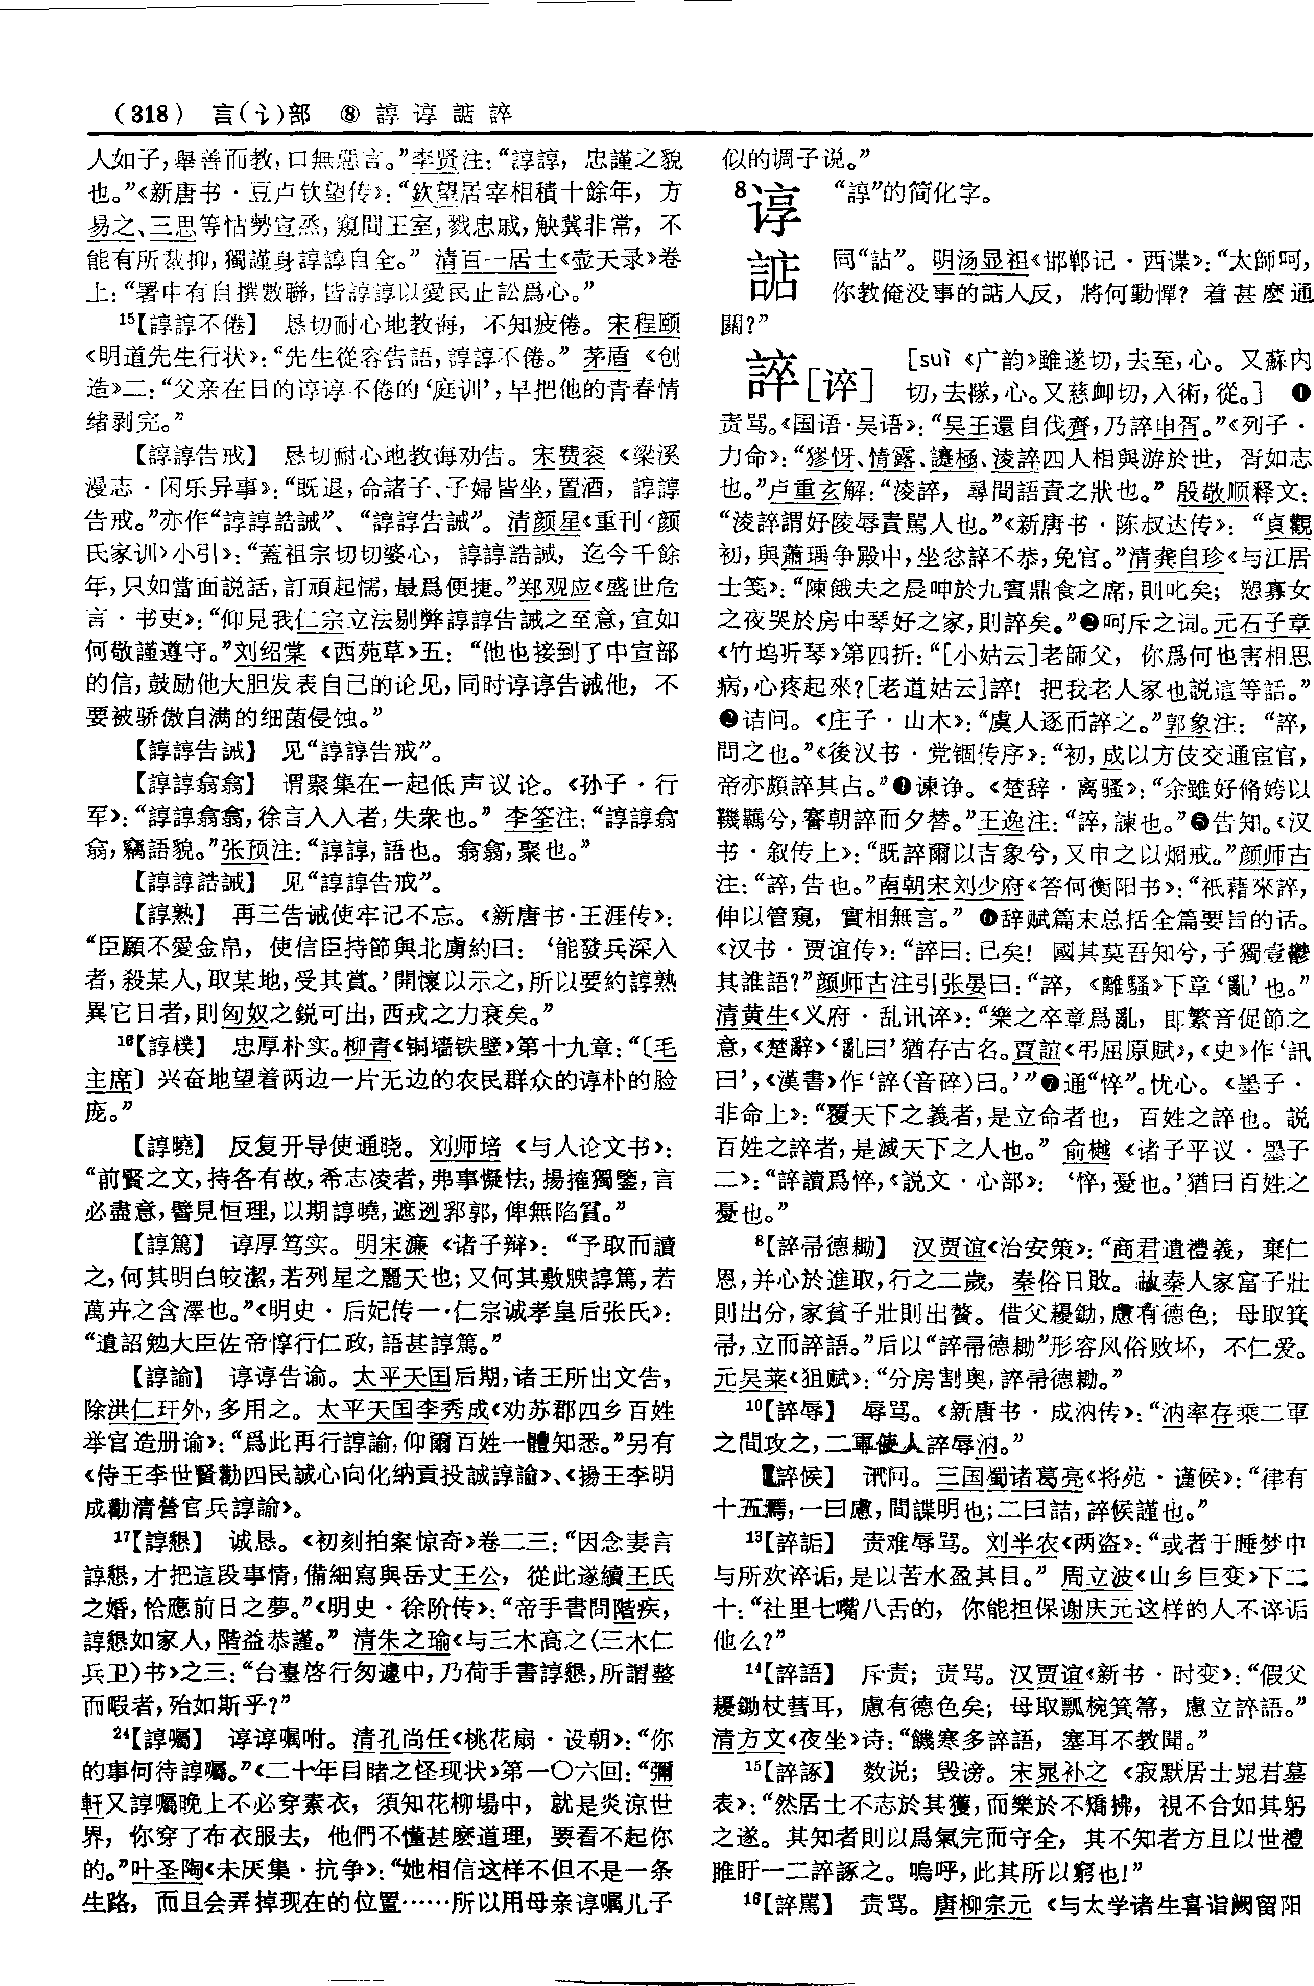 (318) 言(讠)部 ⑧ 諄谆䛯誶
人如子,舉善而教,口無惡言。”李贤注:“諄諄,忠謹之貌
也。”《新唐书·豆卢钦望传》:“欽望居宰相積十餘年,方
易之、三思等怙勢宣烝,窺間王室,戮忠戚,觖冀非常,不
能有所裁抑,獨謹身諄諄自全。”清百一居士《壶天录》卷
上:“署中有自撰數聯,皆諄諄以愛民止訟爲心。”
15【諄諄不倦】 恳切耐心地教诲,不知疲倦。宋程颐
《明道先生行状》:“先生從容告語,諄諄不倦。”茅盾《创
造》二:“父亲在日的谆谆不倦的‘庭训’,早把他的青春情
绪剥完。”
【諄諄告戒】 恳切耐心地教诲劝告。宋费衮《梁溪
漫志·闲乐异事》:“既退,命諸子、子婦皆坐,置酒,諄諄
告戒。”亦作“諄諄誥誡”、“諄諄告誡”。清颜星《重刊〈颜
氏家训〉小引》:“蓋祖宗切切婆心,諄諄誥誡,迄今千餘
年,只如當面說話,訂頑起懦,最爲便捷。”郑观应《盛世危
言·书吏》:“仰見我仁宗立法剔弊諄諄告誡之至意,宜如
何敬謹遵守。”刘绍棠《西苑草》五:“他也接到了中宣部
的信,鼓励他大胆发表自己的论见,同时谆谆告诫他,不
要被骄傲自满的细菌侵蚀。”
【諄諄告誡】 见“諄諄告戒”。
【諄諄翕翕】 谓聚集在一起低声议论。《孙子·行
军》:“諄諄翕翕,徐言入入者,失衆也。”李筌注:“諄諄翕
翕,竊語貌。”张预注:“諄諄,語也。翕翕,聚也。”
【諄諄誥誡】 见“諄諄告戒”。
【諄熟】 再三告诫使牢记不忘。《新唐书·王涯传》:
“臣願不愛金帛,使信臣持節與北虜約曰:‘能發兵深入
者,殺某人,取某地,受其賞。’開懷以示之,所以要約諄熟
異它日者,則匈奴之銳可出,西戎之力衰矣。”
16【諄樸】 忠厚朴实。柳青《铜墙铁壁》第十九章:“〔毛
主席〕兴奋地望着两边一片无边的农民群众的谆朴的脸
庞。”
【諄曉】 反复开导使通晓。刘师培《与人论文书》:
“前賢之文,持各有故,希志凌者,弗事懝怯,揚搉獨鑒,言
必盡意,譬見恒理,以期諄曉,遮迾郛郭,俾無陷寘。”
【諄篤】 谆厚笃实。明宋濂《诸子辩》:“予取而讀
之,何其明白皎潔,若列星之麗天也;又何其敷腴諄篤,若
萬卉之含澤也。”《明史·后妃传一·仁宗诚孝皇后张氏》:
“遺詔勉大臣佐帝惇行仁政,語甚諄篤。”
【諄諭】 谆谆告谕。太平天国后期,诸王所出文告,
除洪仁玕外,多用之。太平天国李秀成《劝苏郡四乡百姓
举官造册谕》:“爲此再行諄諭,仰爾百姓一體知悉。”另有
《侍王李世賢勸四民誠心向化納貢投誠諄諭》、《揚王李明
成勸清營官兵諄諭》。
17【諄懇】 诚恳。《初刻拍案惊奇》卷二三:“因念妻言
諄懇,才把這段事情,備細寫與岳丈王公,從此遂續王氏
之婚,恰應前日之夢。”《明史·徐阶传》:“帝手書問階疾,
諄懇如家人,階益恭謹。”清朱之瑜《与三木高之(三木仁
兵卫)书》之三:“台臺啓行匆遽中,乃荷手書諄懇,所謂整
而暇者,殆如斯乎?”
24【諄囑】 谆谆嘱咐。清孔尚任《桃花扇·设朝》:“你
的事何待諄囑。”《二十年目睹之怪现状》第一〇六回:“彌
軒又諄囑晚上不必穿素衣,須知花柳場中,就是炎涼世
界,你穿了布衣服去,他們不懂甚麽道理,要看不起你
的。”叶圣陶《未厌集·抗争》:“她相信这样不但不是一条
生路,而且会弄掉现在的位置……所以用母亲谆嘱儿子
似的调子说。”
8谆 “諄”的简化字。
䛯 同“詀”。明汤显祖《邯郸记·西谍》:“太師呵,
你教俺没事的䛯人反,將何動憚?着甚麽通
關?”
誶[谇] [suì《广韵》雖遂切,去至,心。又蘇内
切,去隊,心。又慈卹切,入術,從。] ❶
责骂。《国语·吴语》:“吴王還自伐齊,乃誶申胥。”《列子·
力命》:“㺒㤉、情露、䜐極、淩誶四人相與游於世,胥如志
也。”卢重玄解:“淩誶,尋間語責之狀也。”殷敬顺释文:
“淩誶謂好陵辱責駡人也。”《新唐书·陈叔达传》:“貞觀
初,與蕭瑀争殿中,坐忿誶不恭,免官。”清龚自珍《与江居
士笺》:“陳餓夫之晨呻於九賓鼎食之席,則叱矣;愬寡女
之夜哭於房中琴好之家,則誶矣。”❷呵斥之词。元石子章
《竹坞听琴》第四折:“[小姑云]老師父,你爲何也害相思
病,心疼起來?[老道姑云]誶!把我老人家也説這等話。”
❸诘问。《庄子·山木》:“虞人逐而誶之。”郭象注:“誶,
問之也。”《後汉书·党锢传序》:“初,成以方伎交通宦官,
帝亦頗誶其占。”❹谏诤。《楚辞·离骚》:“余雖好脩姱以
鞿羈兮,謇朝誶而夕替。”王逸注:“誶,諫也。”❺告知。《汉
书·叙传上》:“既誶爾以吉象兮,又申之以烱戒。”颜师古
注:“誶,告也。”南朝宋刘少府《答何衡阳书》:“祇藉來誶,
伸以管窺,實相無言。”❻辞赋篇末总括全篇要旨的话。
《汉书·贾谊传》:“誶曰:已矣!國其莫吾知兮,子獨壹鬱
其誰語?”颜师古注引张晏曰:“誶,《離騷》下章‘亂’也。”
清黄生《义府·乱讯谇》:“樂之卒章爲亂,即繁音促節之
意,《楚辭》‘亂曰’猶存古名。賈誼《弔屈原賦》,《史》作‘訊
曰’,《漢書》作‘誶(音碎)曰。’”❼通“悴”。忧心。《墨子·
非命上》:“覆天下之義者,是立命者也,百姓之誶也。説
百姓之誶者,是滅天下之人也。”俞樾《诸子平议·墨子
二》:“誶讀爲悴,《説文·心部》:‘悴,憂也。’猶曰百姓之
憂也。”
8【誶帚德耡】 汉贾谊《治安策》:“商君遺禮義,棄仁
恩,并心於進取,行之二歲,秦俗日敗。故秦人家富子壯
則出分,家貧子壯則出贅。借父耰鉏,慮有德色;母取箕
帚,立而誶語。”后以“誶帚德耡”形容风俗败坏,不仁爱。
元吴莱《狙赋》:“分房割奥,誶帚德耡。”
10【誶辱】 辱骂。《新唐书·成汭传》:“汭率存乘二軍
之間攻之,二軍使人誶辱汭。”
【誶候】 讯问。三国蜀诸葛亮《将苑·谨候》:“律有
十五焉,一曰慮,間諜明也;二曰詰,誶候謹也。”
13【誶詬】 责难辱骂。刘半农《两盗》:“或者于睡梦中
与所欢谇诟,是以苦水盈其目。”周立波《山乡巨变》下二
十:“社里七嘴八舌的,你能担保谢庆元这样的人不谇诟
他么?”
14【誶語】 斥责;责骂。汉贾谊《新书·时变》:“假父
耰鋤杖篲耳,慮有德色矣;母取瓢椀箕箒,慮立誶語。”
清方文《夜坐》诗:“饑寒多誶語,塞耳不教聞。”
15【誶諑】 数说;毁谤。宋晁补之《寂默居士晁君墓
表》:“然居士不志於其獲,而樂於不矯拂,視不合如其躬
之遂。其知者則以爲氣完而守全,其不知者方且以世禮
睢盱一二誶諑之。嗚呼,此其所以窮也!”
16【誶駡】 责骂。唐柳宗元《与太学诸生喜诣阙留阳